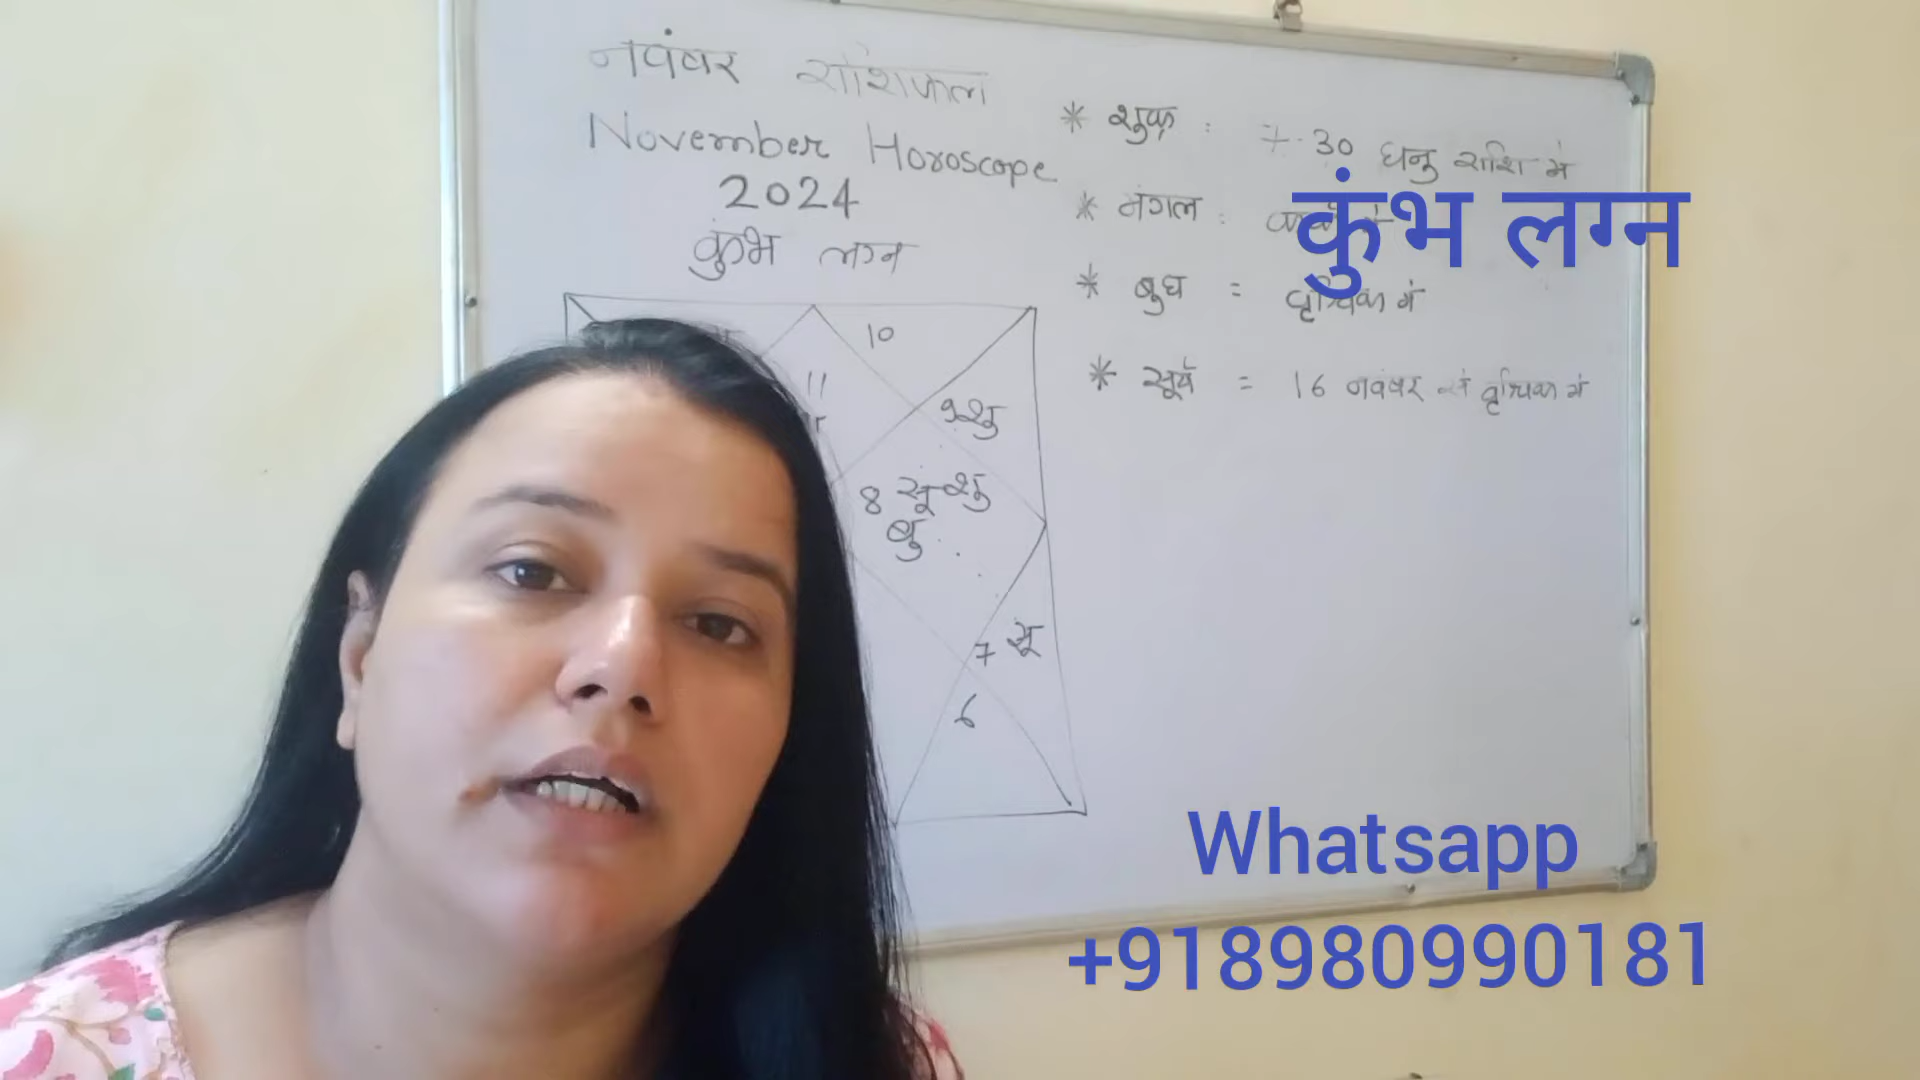 नवंबर राशिफल
November Horoscope
2024
कुंभ लग्न
* शुक्र : 7-30 धनु राशि में
* मंगल :
* बुध = वृश्चिक में
* सूर्य = 16 नवंबर से वृश्चिक में
कुंभ लग्न
10
11
9 शु
8 सू शु
बु
7 सू
6
Whatsapp
+918980990181